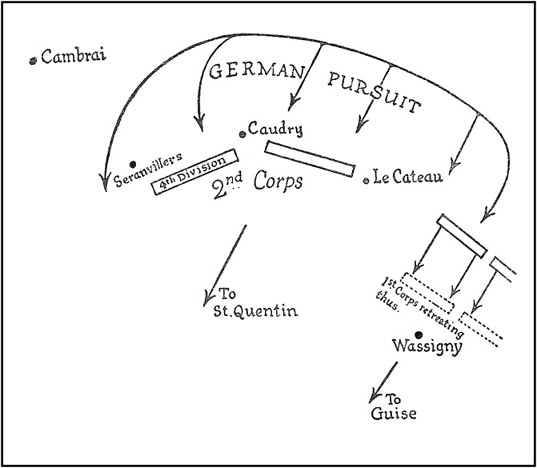 Cambrai
GERMAN
PURSUIT
Caudry
Seranvillers
4th Division
2nd Corps
Le Cateau
To
St. Quentin
1st Corps retreating
thus.
Wassigny
To
Guise